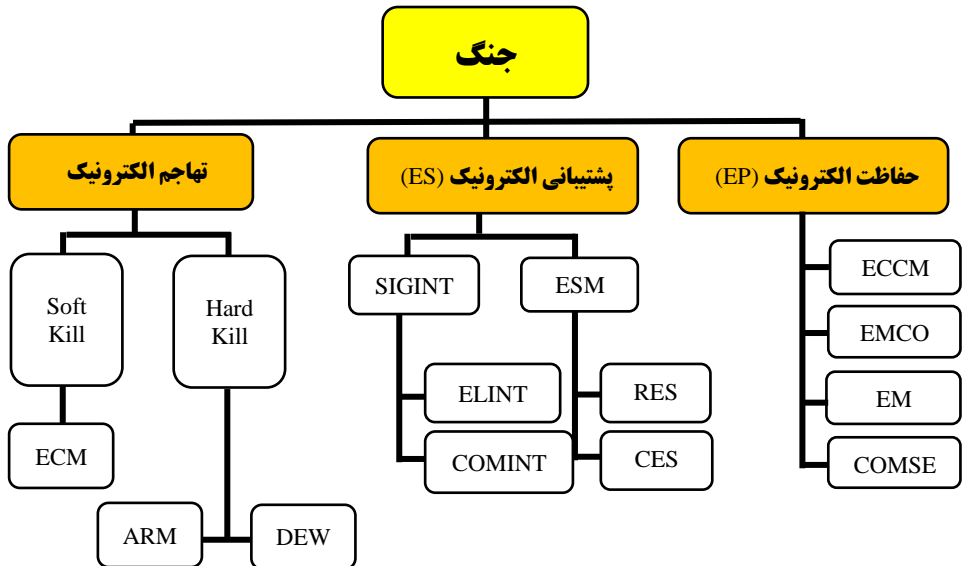 جنگ
تهاجم الکترونیک
پشتیبانی الکترونیک (ES)
حفاظت الکترونیک (EP)
Soft
Kill
Hard
Kill
SIGINT
ESM
ECCM
EMCO
ELINT
RES
EM
ECM
COMINT
CES
COMSE
ARM
DEW